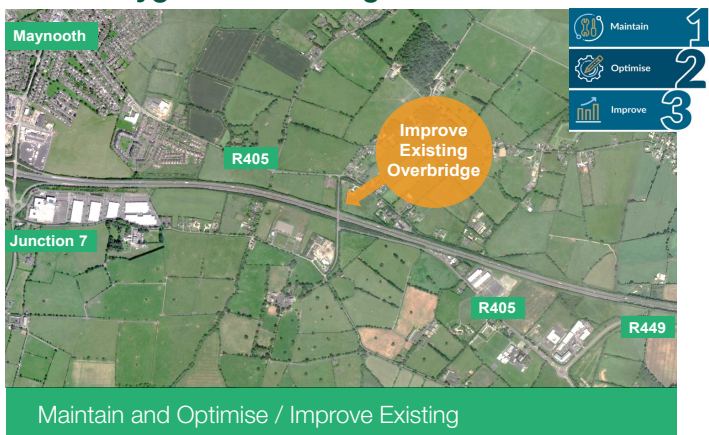 Maynooth
Maintain 1
Optimise 2
Improve 3
Improve
Existing
Overbridge
R405
Junction 7
R405
R449
Maintain and Optimise / Improve Existing